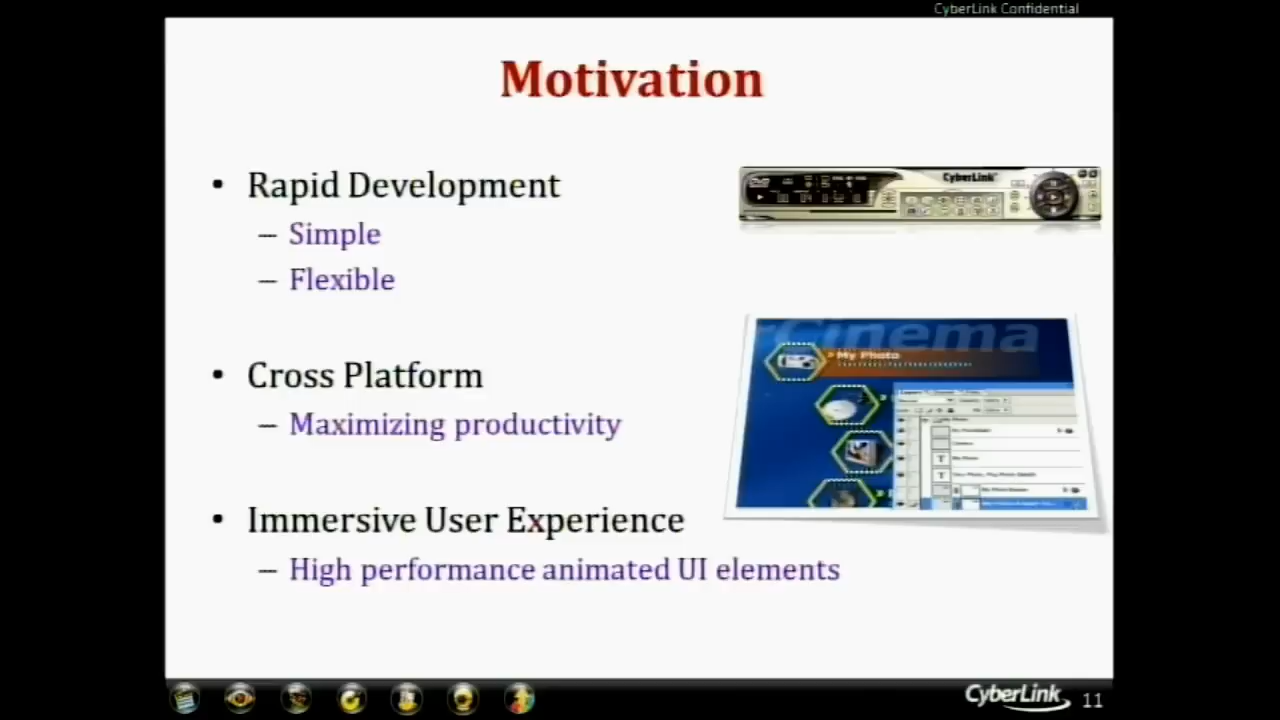 CyberLink Confidential
Motivation
• Rapid Development
– Simple
– Flexible
• Cross Platform
– Maximizing productivity
• Immersive User Experience
– High performance animated UI elements
CyberLink
rCinema
My Photo
CyberLink
11